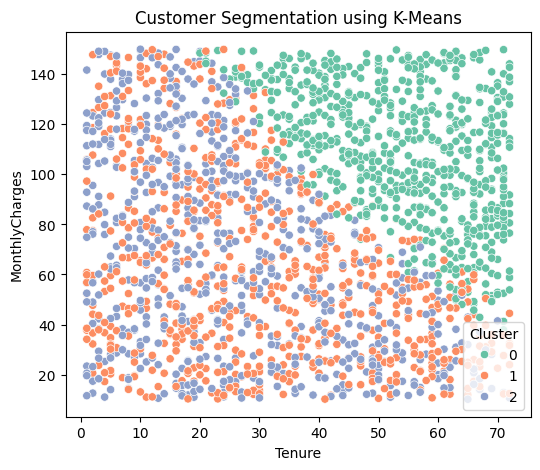 Customer Segmentation using K-Means
MonthlyCharges
140
120
100
80
60
40
20
0 10 20 30 40 50 60 70
Tenure
Cluster
0
1
2